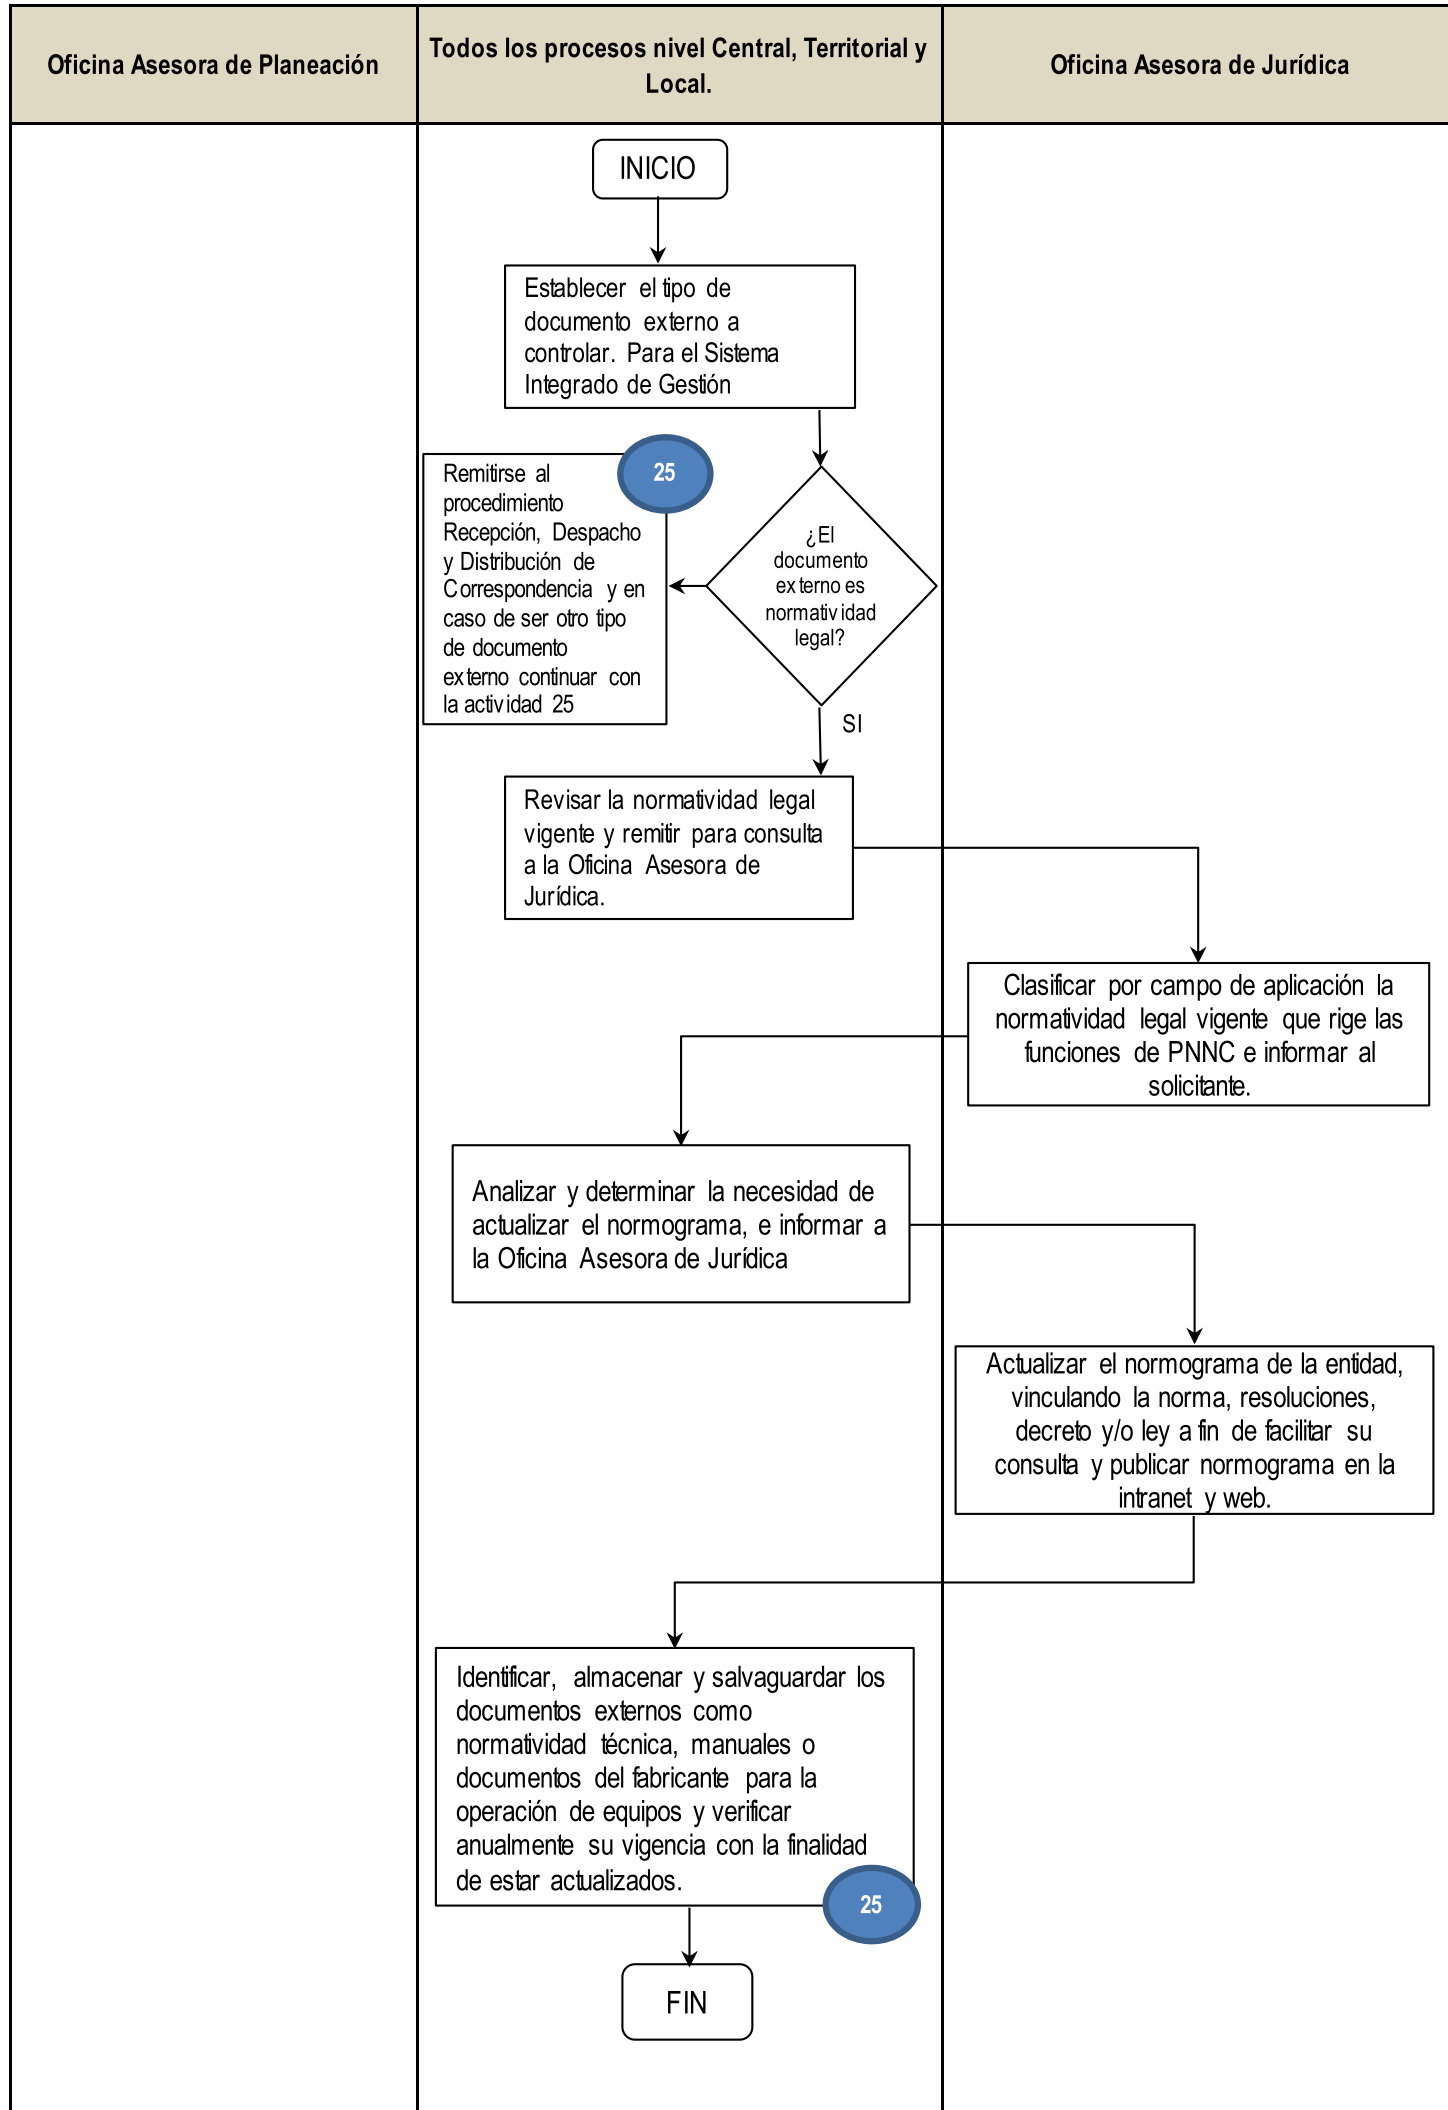 Oficina Asesora de Planeación
Todos los procesos nivel Central, Territorial y
Local.
Oficina Asesora de Jurídica
INICIO
Establecer el tipo de
documento externo a
controlar. Para el Sistema
Integrado de Gestión
25
Remitirse al
procedimiento
Recepción, Despacho
y Distribución de
Correspondencia y en
caso de ser otro tipo
de documento
externo continuar con
la actividad 25
¿El
documento
externo es
normatividad
legal?
SI
Revisar la normatividad legal
vigente y remitir para consulta
a la Oficina Asesora de
Jurídica.
Clasificar por campo de aplicación la
normatividad legal vigente que rige las
funciones de PNNC e informar al
solicitante.
Analizar y determinar la necesidad de
actualizar el normograma, e informar a
la Oficina Asesora de Jurídica
Actualizar el normograma de la entidad,
vinculando la norma, resoluciones,
decreto y/o ley a fin de facilitar su
consulta y publicar normograma en la
intranet y web.
Identificar, almacenar y salvaguardar los
documentos externos como
normatividad técnica, manuales o
documentos del fabricante para la
operación de equipos y verificar
anualmente su vigencia con la finalidad
de estar actualizados.
25
FIN